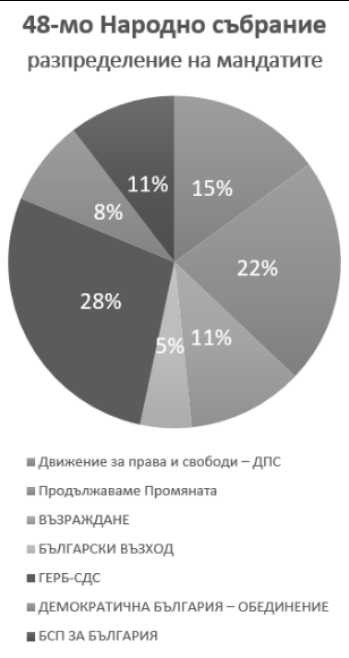 48-мо Народно събрание
разпределение на мандатите
11%
15%
8%
22%
28%
5%
11%
Движение за права и свободи – ДПС
Продължаваме Промяната
ВЪЗРАЖДАНЕ
БЪЛГАРСКИ ВЪЗХОД
ГЕРБ-СДС
ДЕМОКРАТИЧНА БЪЛГАРИЯ – ОБЕДИНЕНИЕ
БСП ЗА БЪЛГАРИЯ